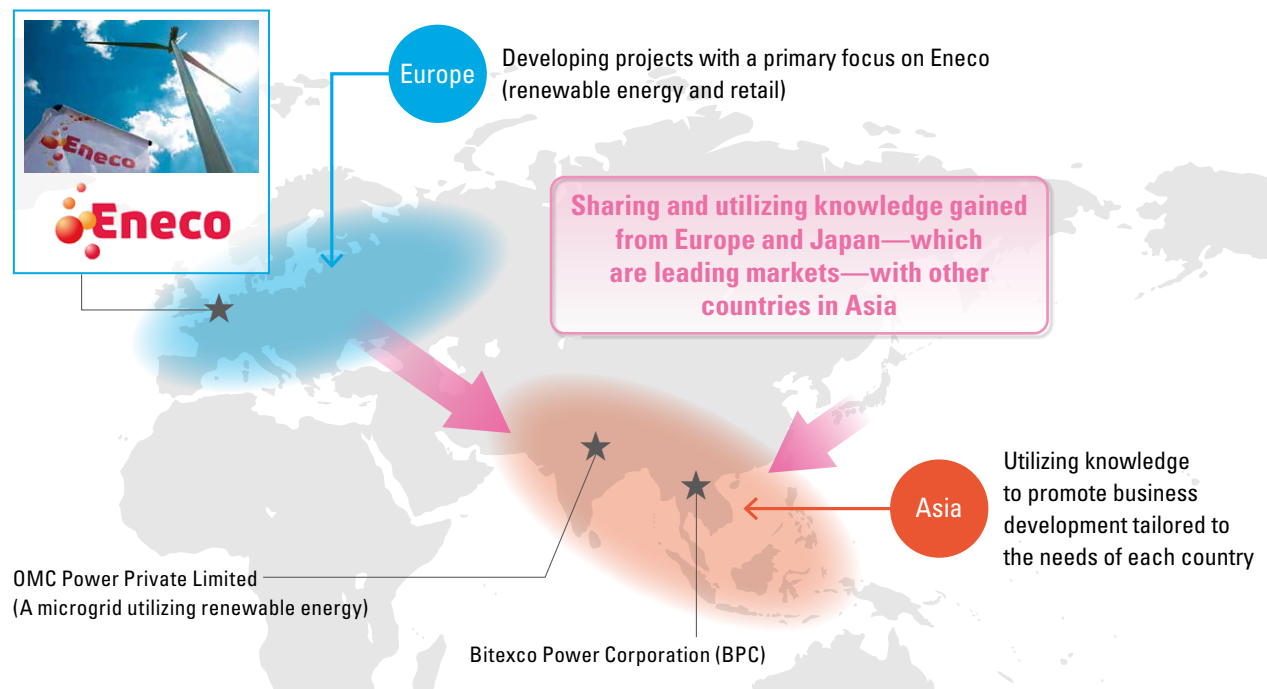 Eneco
Eneco
Europe
Developing projects with a primary focus on Eneco
(renewable energy and retail)
Sharing and utilizing knowledge gained
from Europe and Japan—which
are leading markets—with other
countries in Asia
Asia
Utilizing knowledge
to promote business
development tailored to
the needs of each country
OMC Power Private Limited
(A microgrid utilizing renewable energy)
Bitexco Power Corporation (BPC)